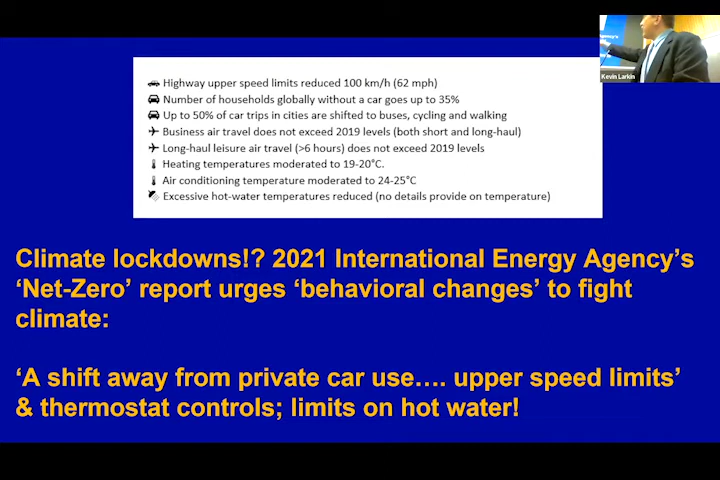 Agency's
Kevin Larkin
Highway upper speed limits reduced 100 km/h (62 mph)
Number of households globally without a car goes up to 35%
Up to 50% of car trips in cities are shifted to buses, cycling and walking
Business air travel does not exceed 2019 levels (both short and long-haul)
Long-haul leisure air travel (>6 hours) does not exceed 2019 levels
Heating temperatures moderated to 19-20°C.
Air conditioning temperature moderated to 24-25°C
Excessive hot-water temperatures reduced (no details provide on temperature)
Climate lockdowns!? 2021 International Energy Agency's
‘Net-Zero’ report urges ‘behavioral changes’ to fight
climate:
‘A shift away from private car use…. upper speed limits’
& thermostat controls; limits on hot water!